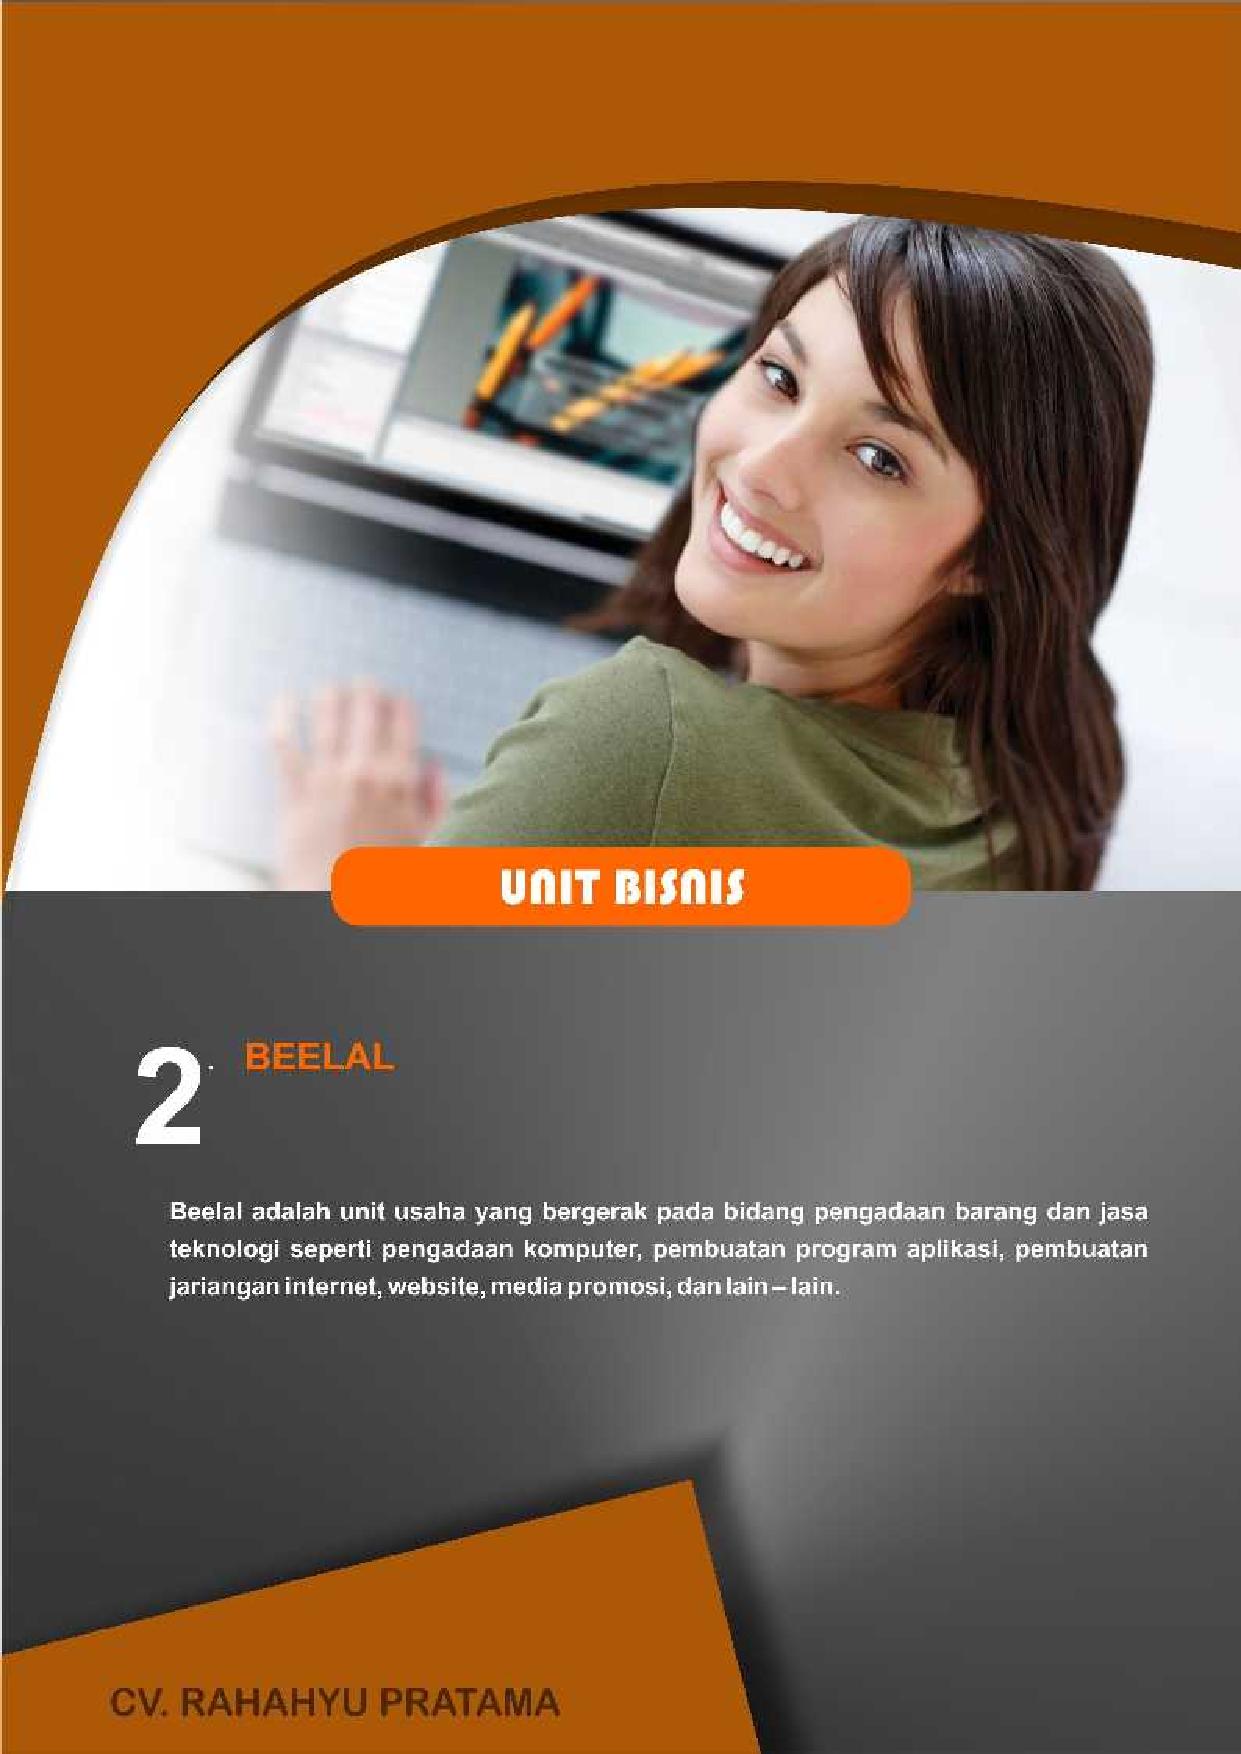 UNIT BISNIS
2. BEELAL
Beelal adalah unit usaha yang bergerak pada bidang pengadaan barang dan jasa
teknologi seperti pengadaan komputer, pembuatan program aplikasi, pembuatan
jariangan internet, website, media promosi, dan lain – lain.
CV. RAHAHYU PRATAMA